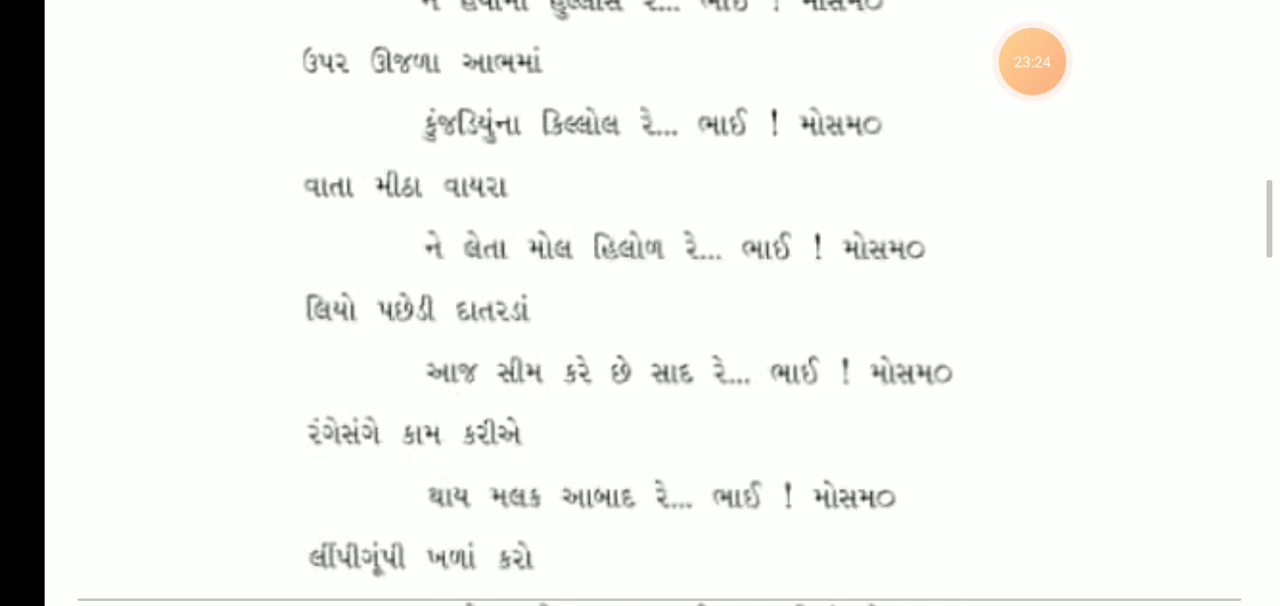 ને હૈયામાં હુલ્લાસ રે... ભાઈ ! મોસમ૦
ઉપર ઊજળા આભમાં
23:24
કુંજડિયુંના કિલ્લોલ રે... ભાઈ ! મોસમ૦
વાતા મીઠા વાયરા
ને લેતા મોલ હિલોળ રે... ભાઈ ! મોસમ૦
લિયો પછેડી દાતરડાં
આજ સીમ કરે છે સાદ રે... ભાઈ ! મોસમ૦
રંગેસંગે કામ કરીએ
થાય મલક આબાદ રે... ભાઈ ! મોસમ૦
લીંપીગૂંપી ખળાં કરો